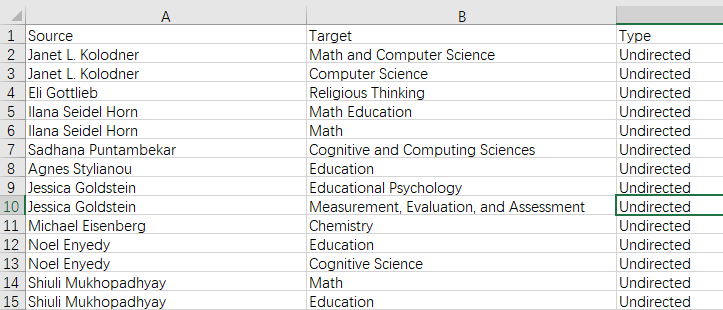 A B
1 Source Target Type
2 Janet L. Kolodner Math and Computer Science Undirected
3 Janet L. Kolodner Computer Science Undirected
4 Eli Gottlieb Religious Thinking Undirected
5 Ilana Seidel Horn Math Education Undirected
6 Ilana Seidel Horn Math Undirected
7 Sadhana Puntambekar Cognitive and Computing Sciences Undirected
8 Agnes Stylianou Education Undirected
9 Jessica Goldstein Educational Psychology Undirected
10 Jessica Goldstein Measurement, Evaluation, and Assessment Undirected
11 Michael Eisenberg Chemistry Undirected
12 Noel Enyedy Education Undirected
13 Noel Enyedy Cognitive Science Undirected
14 Shiuli Mukhopadhyay Math Undirected
15 Shiuli Mukhopadhyay Education Undirected